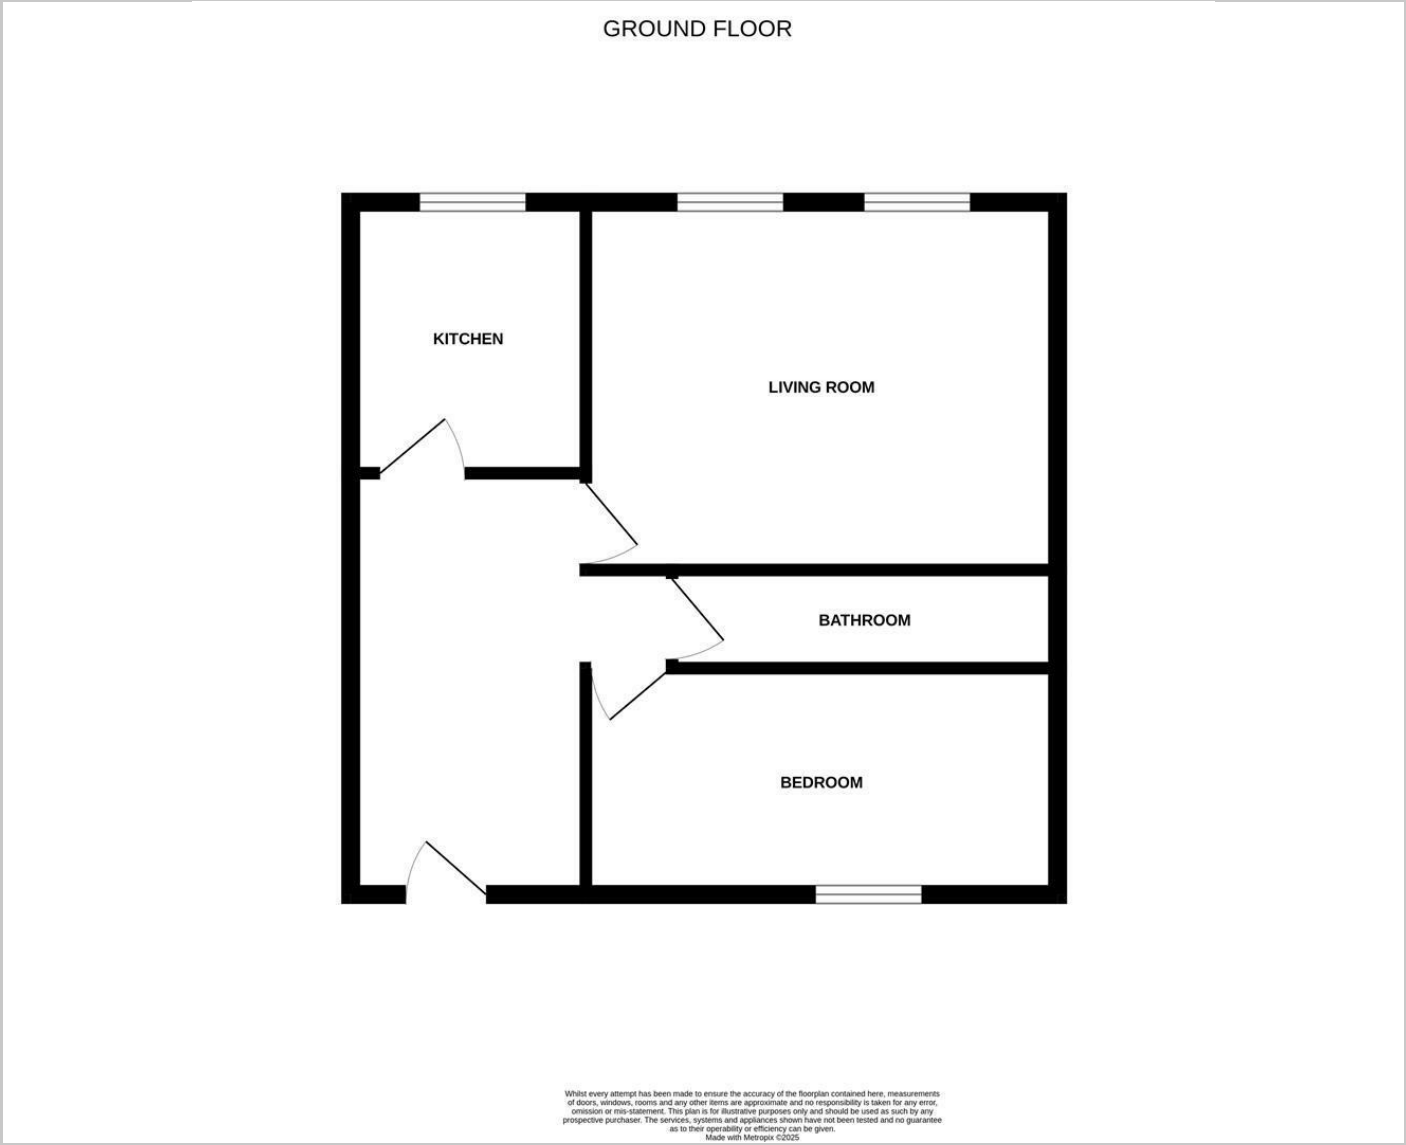 GROUND FLOOR
KITCHEN
LIVING ROOM
BATHROOM
BEDROOM
Whilst every attempt has been made to ensure the accuracy of the floorplan contained here, measurements
of doors, windows, rooms and any other items are approximate and no responsibility is taken for any error,
omission or mis-statement. This plan is for illustrative purposes only and should be used as such by any
prospective purchaser. The services, systems and appliances shown have not been tested and no guarantee
as to their operability or efficiency can be given.
Made with Metropix ©2025